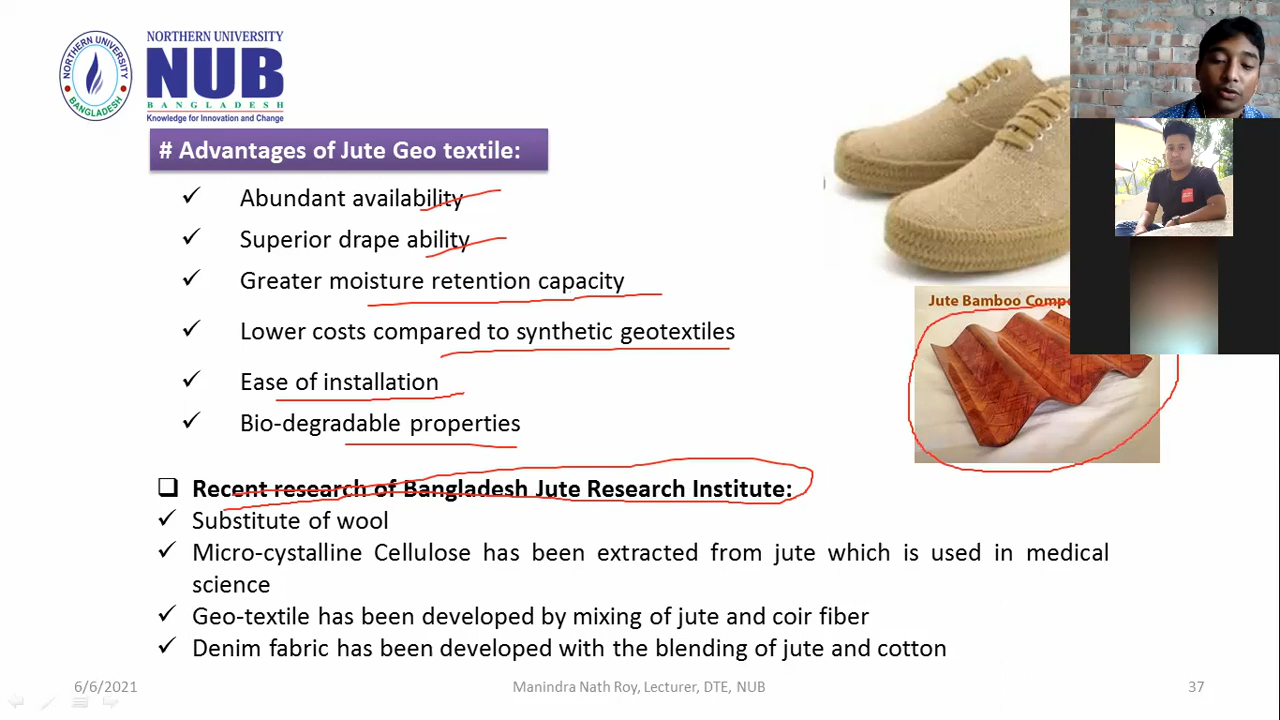 NORTHERN UNIVERSITY
BANGLADESH
NORTHERN UNIVERSITY
NUB
BANGLADESH
Knowledge for Innovation and Change
# Advantages of Jute Geo textile:
✓ Abundant availability
✓ Superior drape ability
✓ Greater moisture retention capacity
✓ Lower costs compared to synthetic geotextiles
✓ Ease of installation
✓ Bio-degradable properties
Jute Bamboo Compo
❑ Recent research of Bangladesh Jute Research Institute:
✓ Substitute of wool
✓ Micro-cystalline Cellulose has been extracted from jute which is used in medical
science
✓ Geo-textile has been developed by mixing of jute and coir fiber
✓ Denim fabric has been developed with the blending of jute and cotton
6/6/2021
Manindra Nath Roy, Lecturer, DTE, NUB
37